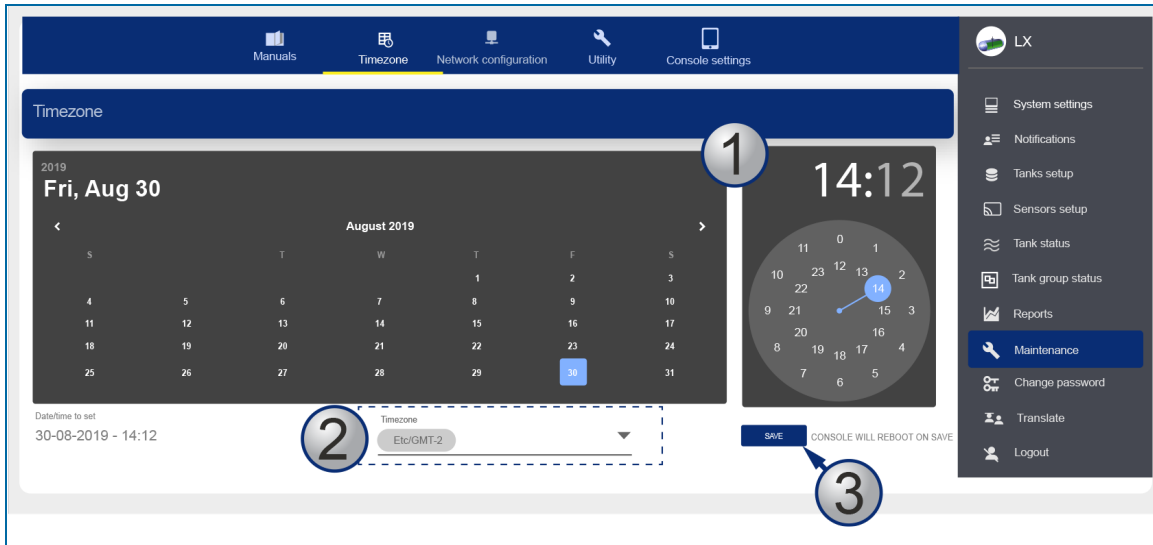 Manuals
Timezone
Network configuration
Utility
Console settings
LX
Timezone
1
2019
Fri, Aug 30
August 2019
S T W T F S
1 2 3
4 5 6 7 8 9 10
11 12 13 14 15 16 17
18 19 20 21 22 23 24
25 26 27 28 29 30 31
14:12
0
11 1
12
23 13
10 2
22 14
9 21 15 3
20 16
8 19 17 4
18
7 5
6
Date/time to set
30-08-2019 - 14:12
2
Timezone
Etc/GMT-2
SAVE CONSOLE WILL REBOOT ON SAVE
3
System settings
Notifications
Tanks setup
Sensors setup
Tank status
Tank group status
Reports
Maintenance
Change password
Translate
Logout